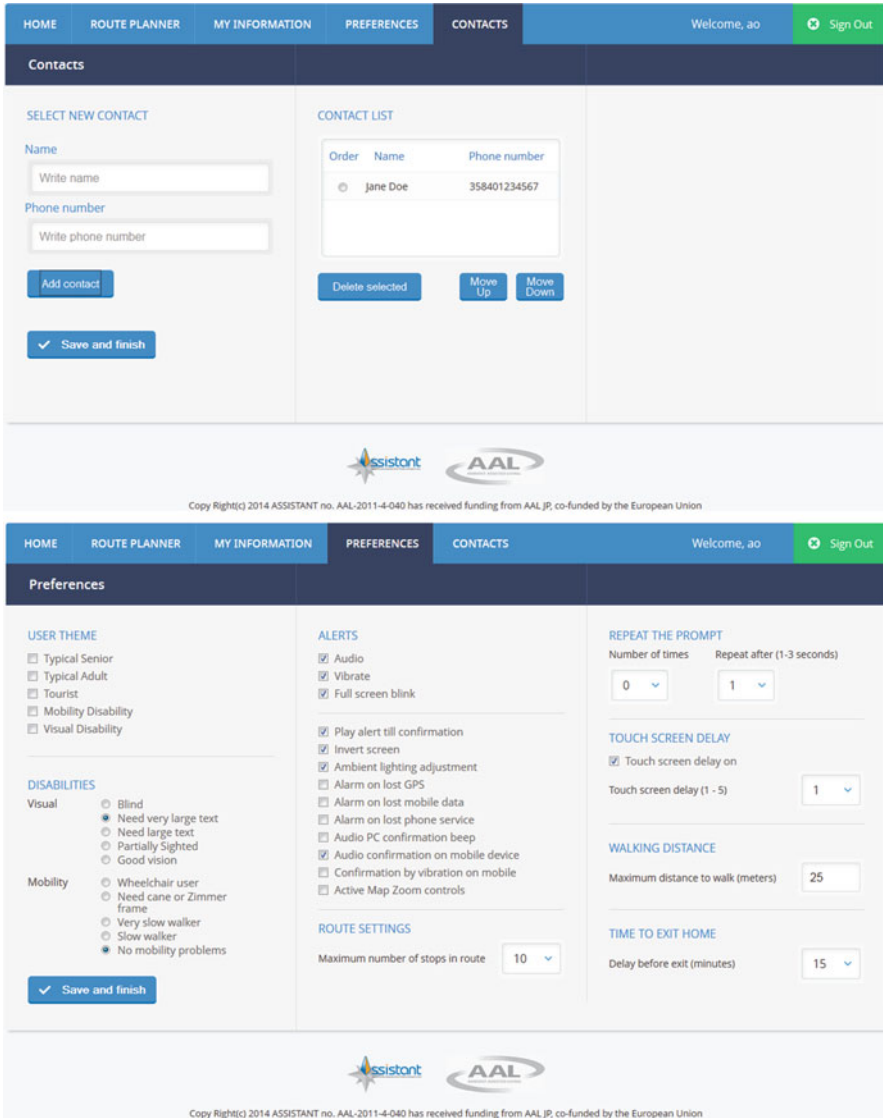 HOME ROUTE PLANNER MY INFORMATION PREFERENCES CONTACTS Welcome, ao Sign Out
Contacts
SELECT NEW CONTACT
Name
Write name
Phone number
Write phone number
Add contact
Save and finish
CONTACT LIST
Order Name Phone number
Jane Doe 358401234567
Delete selected
Move
Up
Move
Down
Assistant
AAL
Copy Right(c) 2014 ASSISTANT no. AAL-2011-4-040 has received funding from AAL JP, co-funded by the European Union
HOME ROUTE PLANNER MY INFORMATION PREFERENCES CONTACTS Welcome, ao Sign Out
Preferences
USER THEME
Typical Senior
Typical Adult
Tourist
Mobility Disability
Visual Disability
DISABILITIES
Visual
Blind
Need very large text
Need large text
Partially Sighted
Good vision
Mobility
Wheelchair user
Need cane or Zimmer
frame
Very slow walker
Slow walker
No mobility problems
Save and finish
ALERTS
Audio
Vibrate
Full screen blink
Play alert till confirmation
Invert screen
Ambient lighting adjustment
Alarm on lost GPS
Alarm on lost mobile data
Alarm on lost phone service
Audio PC confirmation beep
Audio confirmation on mobile device
Confirmation by vibration on mobile
Active Map Zoom controls
ROUTE SETTINGS
Maximum number of stops in route 10
REPEAT THE PROMPT
Number of times Repeat after (1-3 seconds)
0 1
TOUCH SCREEN DELAY
Touch screen delay on
Touch screen delay (1 - 5) 1
WALKING DISTANCE
Maximum distance to walk (meters) 25
TIME TO EXIT HOME
Delay before exit (minutes) 15
Assistant
AAL
Copy Right(c) 2014 ASSISTANT no. AAL-2011-4-040 has received funding from AAL JP, co-funded by the European Union